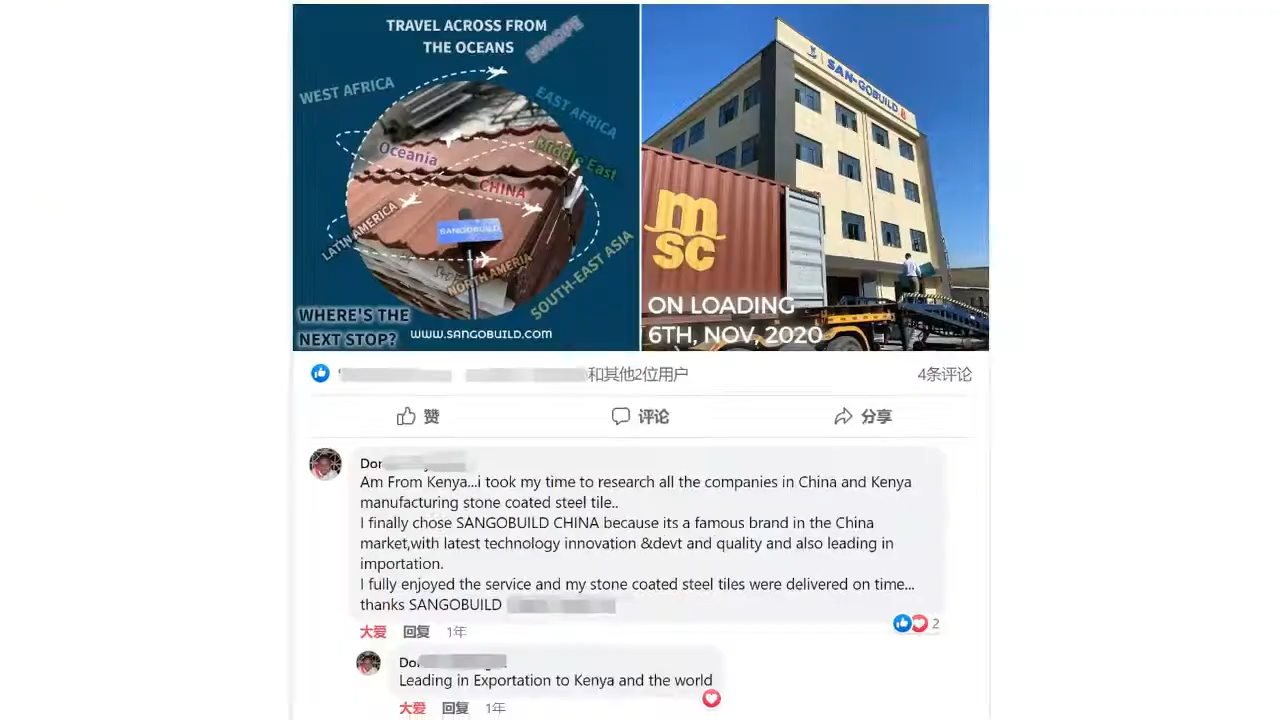 TRAVEL ACROSS FROM
THE OCEANS
EUROPE
WEST AFRICA
EAST AFRICA
Oceania
Middle East
CHINA
LATIN AMERICA
SANGOBUILD
NORTH AMERIA
SOUTH-EAST ASIA
WHERE'S THE
NEXT STOP?
WWW.SANGOBUILD.COM
SAN-GOBUILD
msc
ON LOADING
6TH, NOV, 2020
和其他2位用户
4条评论
赞
评论
分享
Don
Am From Kenya...i took my time to research all the companies in China and Kenya
manufacturing stone coated steel tile..
I finally chose SANGOBUILD CHINA because its a famous brand in the China
market,with latest technology innovation &devt and quality and also leading in
importation.
I fully enjoyed the service and my stone coated steel tiles were delivered on time...
thanks SANGOBUILD
大爱 回复 1年
2
Leading in Exportation to Kenya and the world
大爱 回复 1年